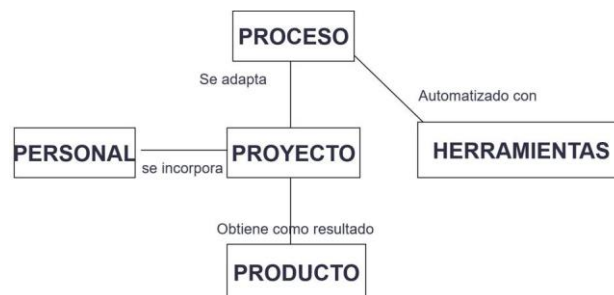 PROCESO
Se adapta
Automatizado con
PERSONAL
se incorpora
PROYECTO
HERRAMIENTAS
Obtiene como resultado
PRODUCTO